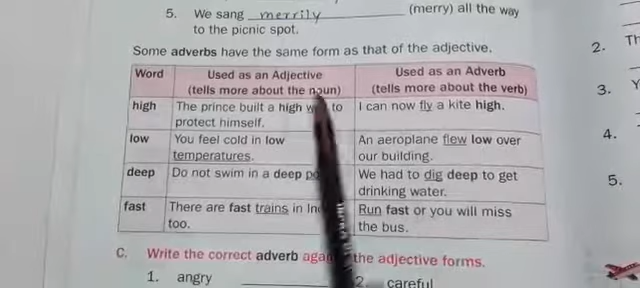 5. We sang merrily (merry) all the way
to the picnic spot.
Some adverbs have the same form as that of the adjective.
Word Used as an Adjective Used as an Adverb
(tells more about the noun) (tells more about the verb)
high The prince built a high to I can now fly a kite high.
protect himself.
low You feel cold in low An aeroplane flew low over
temperatures. our building.
deep Do not swim in a deep We had to dig deep to get
drinking water.
fast There are fast trains in Run fast or you will miss
too. the bus.
C. Write the correct adverb against the adjective forms.
1. angry 2. careful
2.
3.
4.
5.